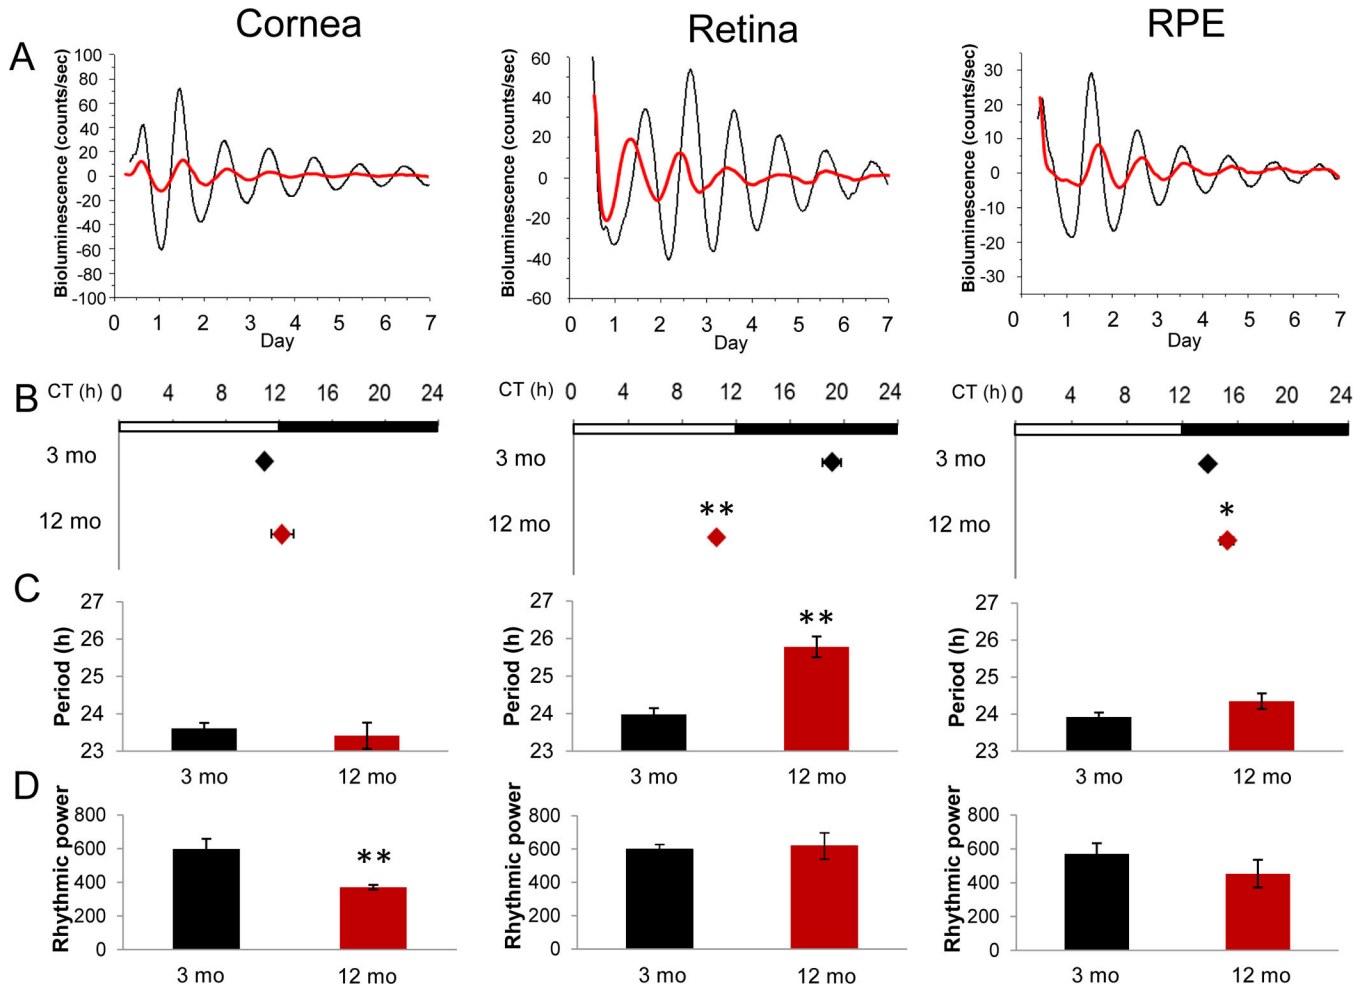 Cornea Retina RPE
A
Bioluminescence (counts/sec)
100
80
60
40
20
0
-20
-40
-60
-80
-100
0 1 2 3 4 5 6 7
Day
Bioluminescence (counts/sec)
60
40
20
0
-20
-40
-60
0 1 2 3 4 5 6 7
Day
Bioluminescence (counts/sec)
30
20
10
0
-10
-20
-30
0 1 2 3 4 5 6 7
Day
B
CT (h) 0 4 8 12 16 20 24
3 mo
12 mo
CT (h) 0 4 8 12 16 20 24
3 mo
**
12 mo
CT (h) 0 4 8 12 16 20 24
3 mo
*
12 mo
C
Period (h)
27
26
25
24
23
3 mo 12 mo
Period (h)
27
26
25
24
23
**
3 mo 12 mo
Period (h)
27
26
25
24
23
3 mo 12 mo
D
Rhythmic power
800
600
400
200
0
**
3 mo 12 mo
Rhythmic power
800
600
400
200
0
3 mo 12 mo
Rhythmic power
800
600
400
200
0
3 mo 12 mo